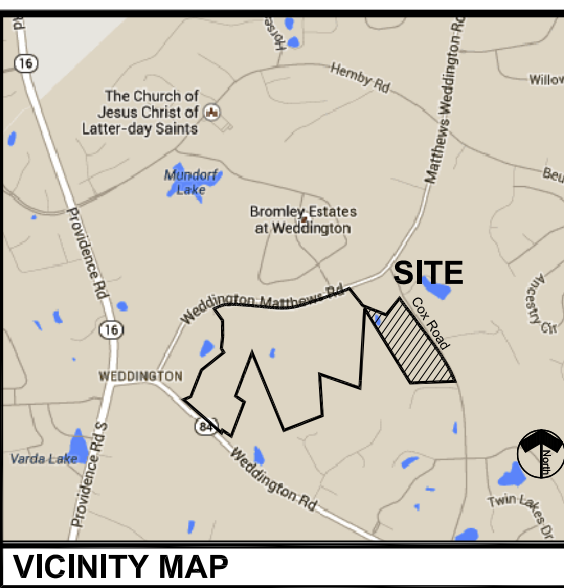 Rd
16
Horse
Hemby Rd
Matthews Weddington Rd
Willow
The Church of
Jesus Christ of
Latter-day Saints
Mundorf
Lake
Beu
Providence Rd
Bromley Estates
at Weddington
SITE
Weddington Matthews Rd
Cox Road
Ancestry Cir
16
WEDDINGTON
84
Varda Lake
Providence Rd S
Weddington Rd
North
Twin Lakes Dr
VICINITY MAP